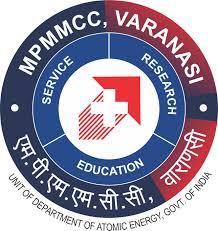 MPMMCC, VARANASI
SERVICE
RESEARCH
EDUCATION
एम.पी.एम.एम.सी.सी., वाराणसी
UNIT OF DEPARTMENT OF ATOMIC ENERGY, GOVT. OF INDIA